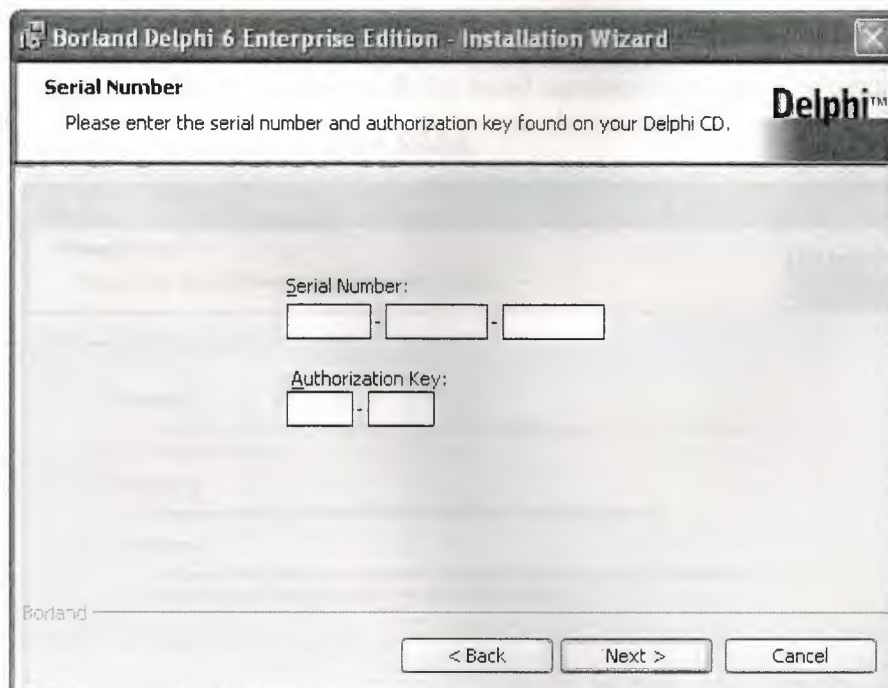 Borland Delphi 6 Enterprise Edition - Installation Wizard
Serial Number
Please enter the serial number and authorization key found on your Delphi CD.
Delphi™
Serial Number:
- -
Authorization Key:
-
Borland
< Back Next > Cancel